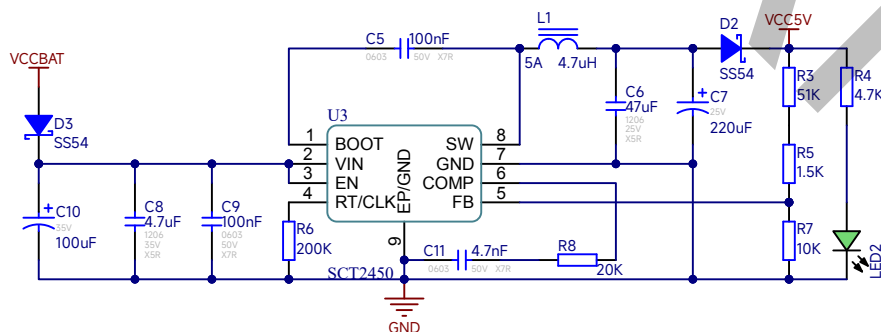 VCCBAT
D3
SS54
C10
35V
100uF
C8
4.7uF
1206
35V
X5R
C9
100nF
0603
50V
X7R
C5 100nF
0603 50V X7R
U3
1 BOOT
2 VIN
3 EN
4 RT/CLK
EP/GND
9
SW 8
GND 7
COMP 6
FB 5
SCT2450
R6
200K
C11 4.7nF
0603 50V X7R
R8
20K
GND
L1
5A 4.7uH
C6
47uF
1206
25V
X5R
C7
25V
220uF
D2
SS54
VCC5V
R3
51K
R4
4.7K
R5
1.5K
R7
10K
LED2